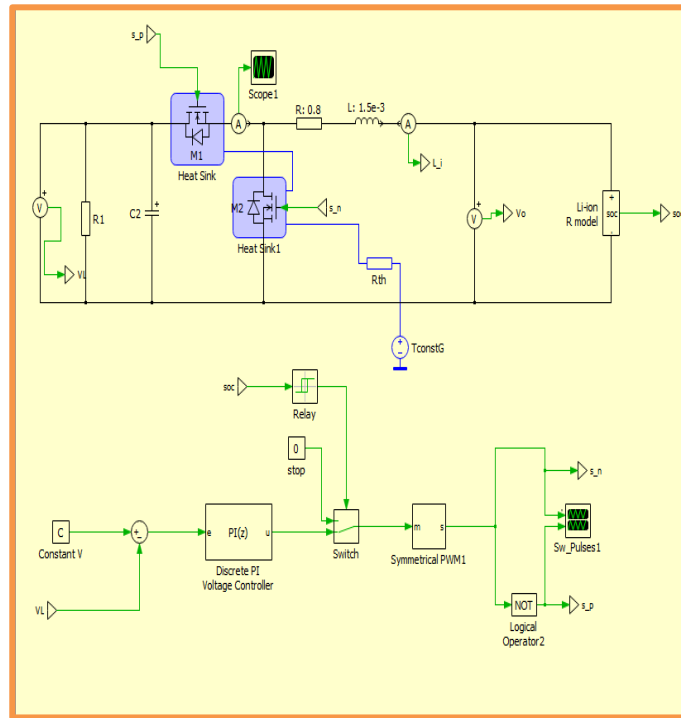 s_p
Scope1
R: 0.8
L: 1.5e-3
A
A
M1
Heat Sink
L_i
V
R1
C2
M2
s_n
Heat Sink1
V
Vo
Li-ion
R model
soc
so
VL
Rth
TconstG
soc
Relay
0
stop
s_n
C
Constant V
e
PI(z)
u
Discrete PI
Voltage Controller
Switch
m
s
Symmetrical PWM1
Sw_Pulses1
VL
NOT
s_p
Logical
Operator2